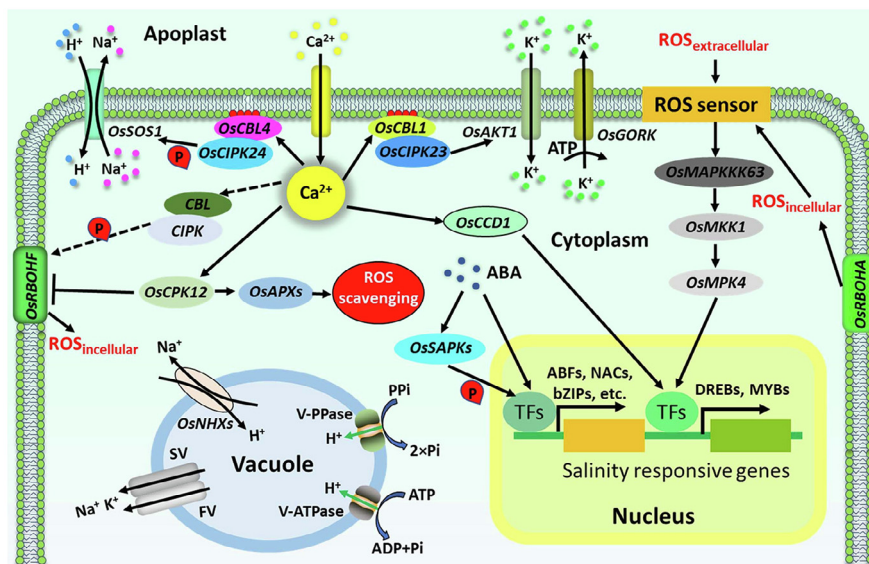 Apoplast
H⁺
Na⁺
Ca²⁺
K⁺
K⁺
ROSextracellular
ROS sensor
OsSOS1
OsCBL4
OsCIPK24
P
H⁺
Na⁺
OsCBL1
OsCIPK23
OsAKT1
OsGORK
ATP
K⁺
K⁺
Ca²⁺
OsMAPKKK63
ROSincellular
OsMKK1
OsMPK4
OsRBOHA
CBL
CIPK
P
OsCCD1
Cytoplasm
OsRBOHF
OsCPK12
OsAPXs
ROS
scavenging
ABA
OsSAPKs
P
ROSincellular
Na⁺
OsNHXs
H⁺
Vacuole
SV
FV
Na⁺ K⁺
V-PPase
H⁺
PPi
2×Pi
H⁺
V-ATPase
ATP
ADP+Pi
TFs
ABFs, NACs,
bZIPs, etc.
TFs
DREBs, MYBs
Salinity responsive genes
Nucleus